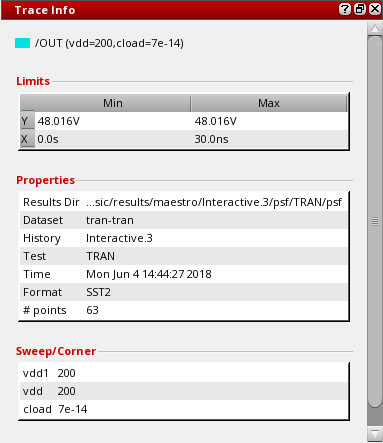 Trace Info
/OUT (vdd=200,cload=7e-14)
Limits
Min Max
Y 48.016V 48.016V
X 0.0s 30.0ns
Properties
Results Dir ...sic/results/maestro/Interactive.3/psf/TRAN/psf
Dataset tran-tran
History Interactive.3
Test TRAN
Time Mon Jun 4 14:44:27 2018
Format SST2
# points 63
Sweep/Corner
vdd1 200
vdd 200
cload 7e-14